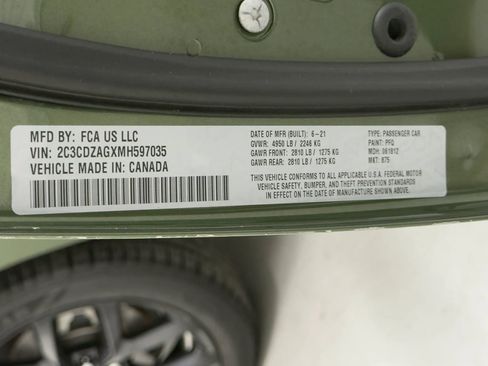 MFD BY: FCA US LLC
VIN: 2C3CDZAGXMH597035
VEHICLE MADE IN: CANADA
DATE OF MFR (BUILT): 6-21
GVWR: 4950 LB / 2246 KG
GAWR FRONT: 2810 LB / 1275 KG
GAWR REAR: 2810 LB / 1275 KG
TYPE: PASSENGER CAR
PAINT: PFQ
MDH: 061812
MKT: 875
THIS VEHICLE CONFORMS TO ALL APPLICABLE U.S.A. FEDERAL MOTOR
VEHICLE SAFETY, BUMPER, AND THEFT PREVENTION STANDARDS
IN EFFECT ON THE DATE OF MANUFACTURE SHOWN ABOVE.